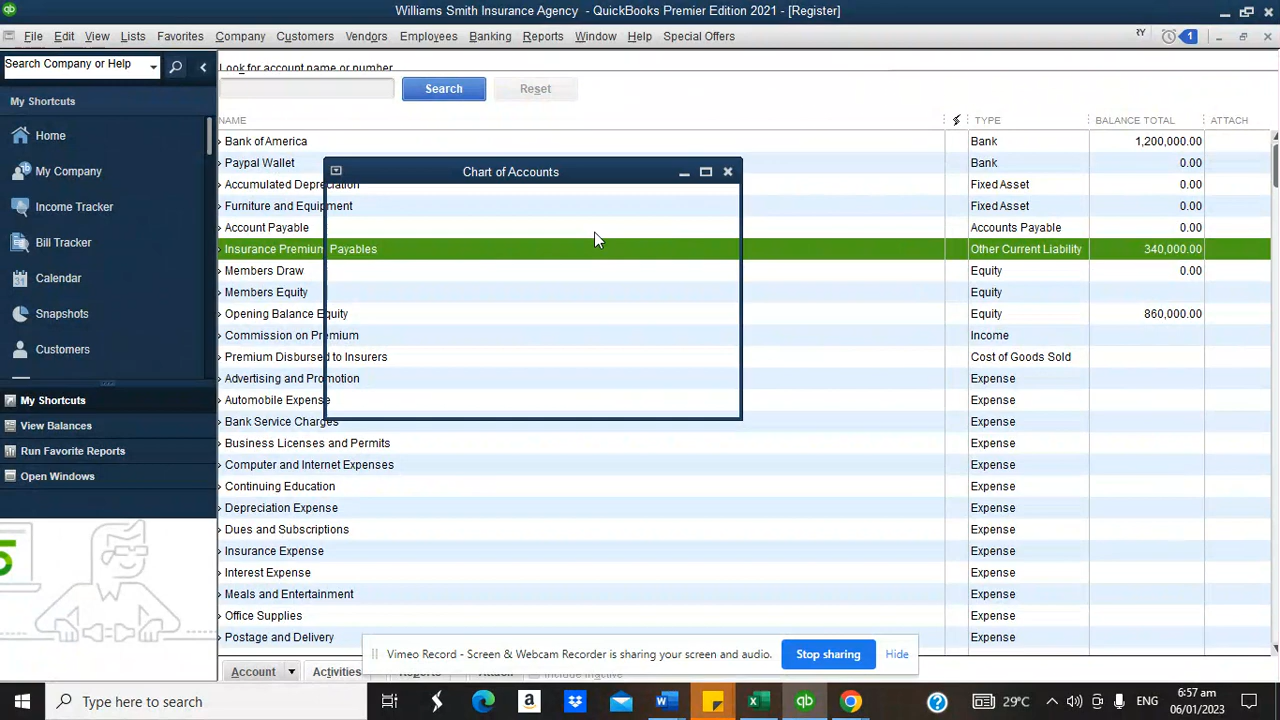 Williams Smith Insurance Agency - QuickBooks Premier Edition 2021 - [Register]
File Edit View Lists Favorites Company Customers Vendors Employees Banking Reports Window Help Special Offers 1
Search Company or Help
My Shortcuts
Home
My Company
Income Tracker
Bill Tracker
Calendar
Snapshots
Customers
My Shortcuts
View Balances
Run Favorite Reports
Open Windows
Look for account name or number
Search Reset
NAME TYPE BALANCE TOTAL ATTACH
Chart of Accounts
Bank of America Bank 1,200,000.00
Paypal Wallet Bank 0.00
Accumulated Depreciation Fixed Asset 0.00
Furniture and Equipment Fixed Asset 0.00
Account Payable Accounts Payable 0.00
Insurance Premium Payables Other Current Liability 340,000.00
Members Draw Equity 0.00
Members Equity Equity
Opening Balance Equity Equity 860,000.00
Commission on Premium Income
Premium Disbursed to Insurers Cost of Goods Sold
Advertising and Promotion Expense
Automobile Expense Expense
Bank Service Charges Expense
Business Licenses and Permits Expense
Computer and Internet Expenses Expense
Continuing Education Expense
Depreciation Expense Expense
Dues and Subscriptions Expense
Insurance Expense Expense
Interest Expense Expense
Meals and Entertainment Expense
Office Supplies Expense
Postage and Delivery Expense
Vimeo Record - Screen & Webcam Recorder is sharing your screen and audio. Stop sharing Hide
Account Activities Reports Attach Include inactive
Type here to search
29°C ENG 6:57 am
06/01/2023